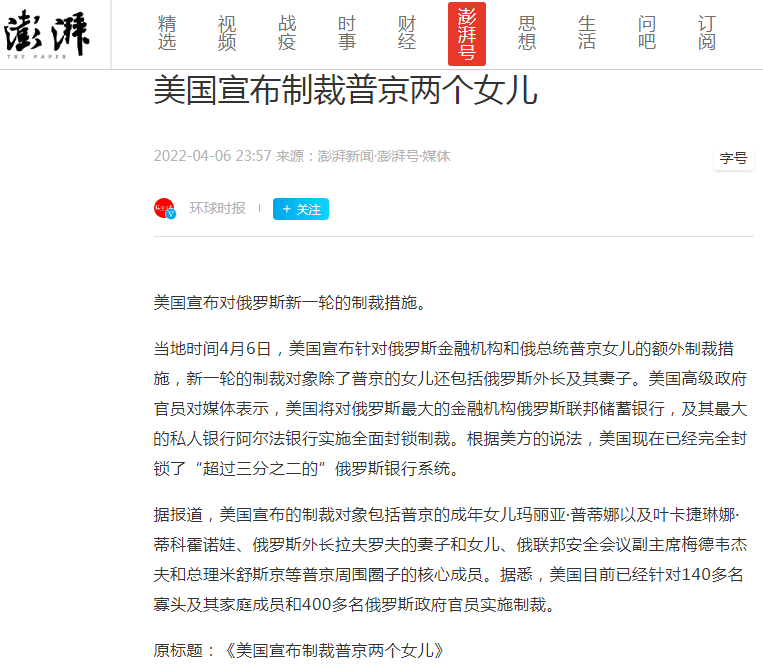 澎湃
THE PAPER
精选 视频 战疫 时事 财经 澎湃号 思想 生活 问吧 订阅
美国宣布制裁普京两个女儿
2022-04-06 23:57 来源：澎湃新闻·澎湃号·媒体
字号
环球时报 + 关注
美国宣布对俄罗斯新一轮的制裁措施。
当地时间4月6日，美国宣布针对俄罗斯金融机构和俄总统普京女儿的额外制裁措
施，新一轮的制裁对象除了普京的女儿还包括俄罗斯外长及其妻子。美国高级政府
官员对媒体表示，美国将对俄罗斯最大的金融机构俄罗斯联邦储蓄银行，及其最大
的私人银行阿尔法银行实施全面封锁制裁。根据美方的说法，美国现在已经完全封
锁了“超过三分之二的”俄罗斯银行系统。
据报道，美国宣布的制裁对象包括普京的成年女儿玛丽亚·普蒂娜以及叶卡捷琳娜·
蒂科霍诺娃、俄罗斯外长拉夫罗夫的妻子和女儿、俄联邦安全会议副主席梅德韦杰
夫和总理米舒斯京等普京周围圈子的核心成员。据悉，美国目前已经针对140多名
寡头及其家庭成员和400多名俄罗斯政府官员实施制裁。
原标题：《美国宣布制裁普京两个女儿》